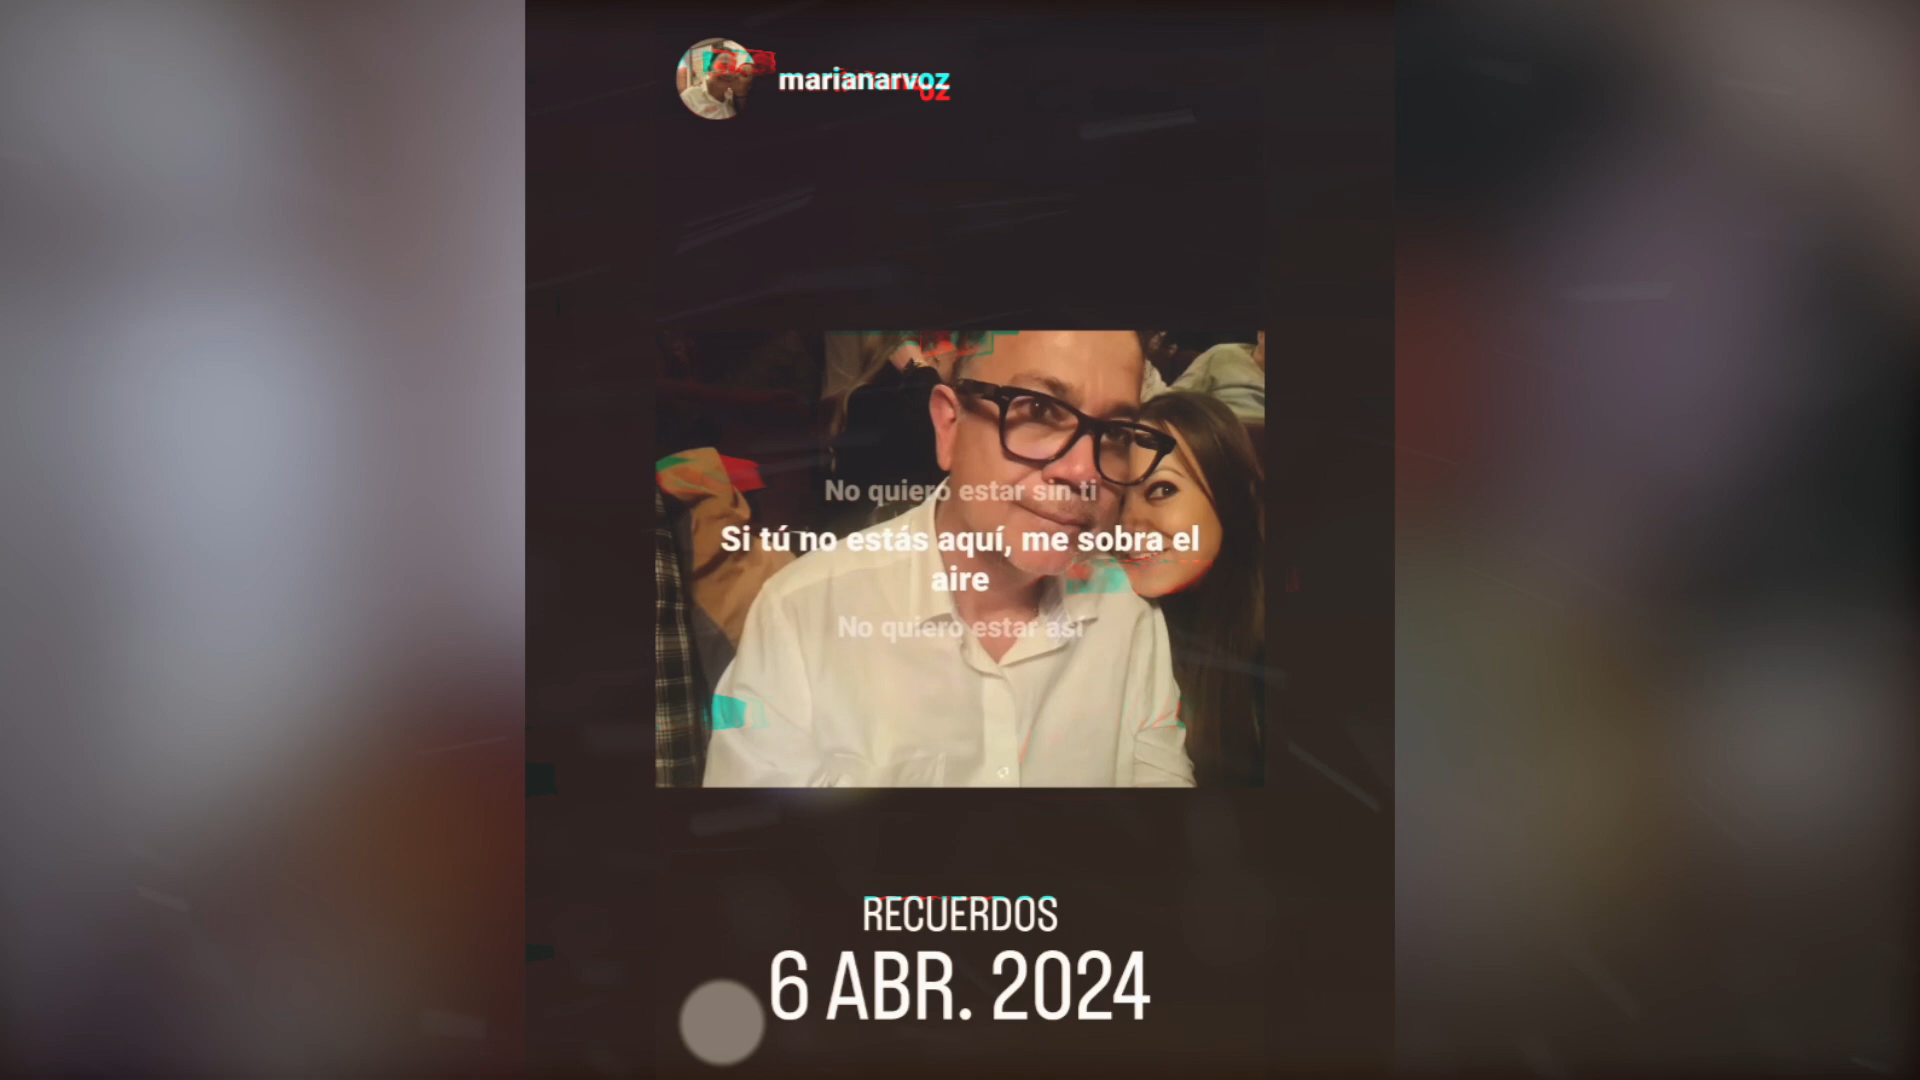 marianarvoz
No quiero estar sin ti
Si tú no estás aquí, me sobra el
aire
No quiero estar así
RECUERDOS
6 ABR. 2024